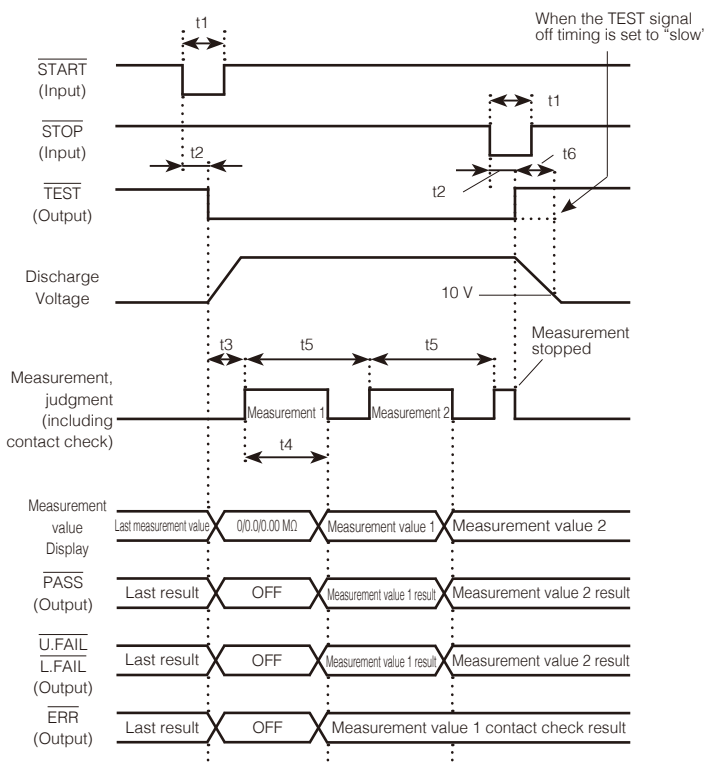 When the TEST signal
off timing is set to “slow”
t1
START
(Input)
t1
STOP
(Input)
t2
t6
TEST
(Output)
t2
Discharge
Voltage
10 V
Measurement
stopped
t3
t5
t5
Measurement,
judgment
(including
contact check)
Measurement 1
Measurement 2
t4
Measurement
value
Display
Last measurement value
0/0.0/0.00 MΩ
Measurement value 1
Measurement value 2
PASS
(Output)
Last result
OFF
Measurement value 1 result
Measurement value 2 result
U.FAIL
L.FAIL
(Output)
Last result
OFF
Measurement value 1 result
Measurement value 2 result
ERR
(Output)
Last result
OFF
Measurement value 1 contact check result